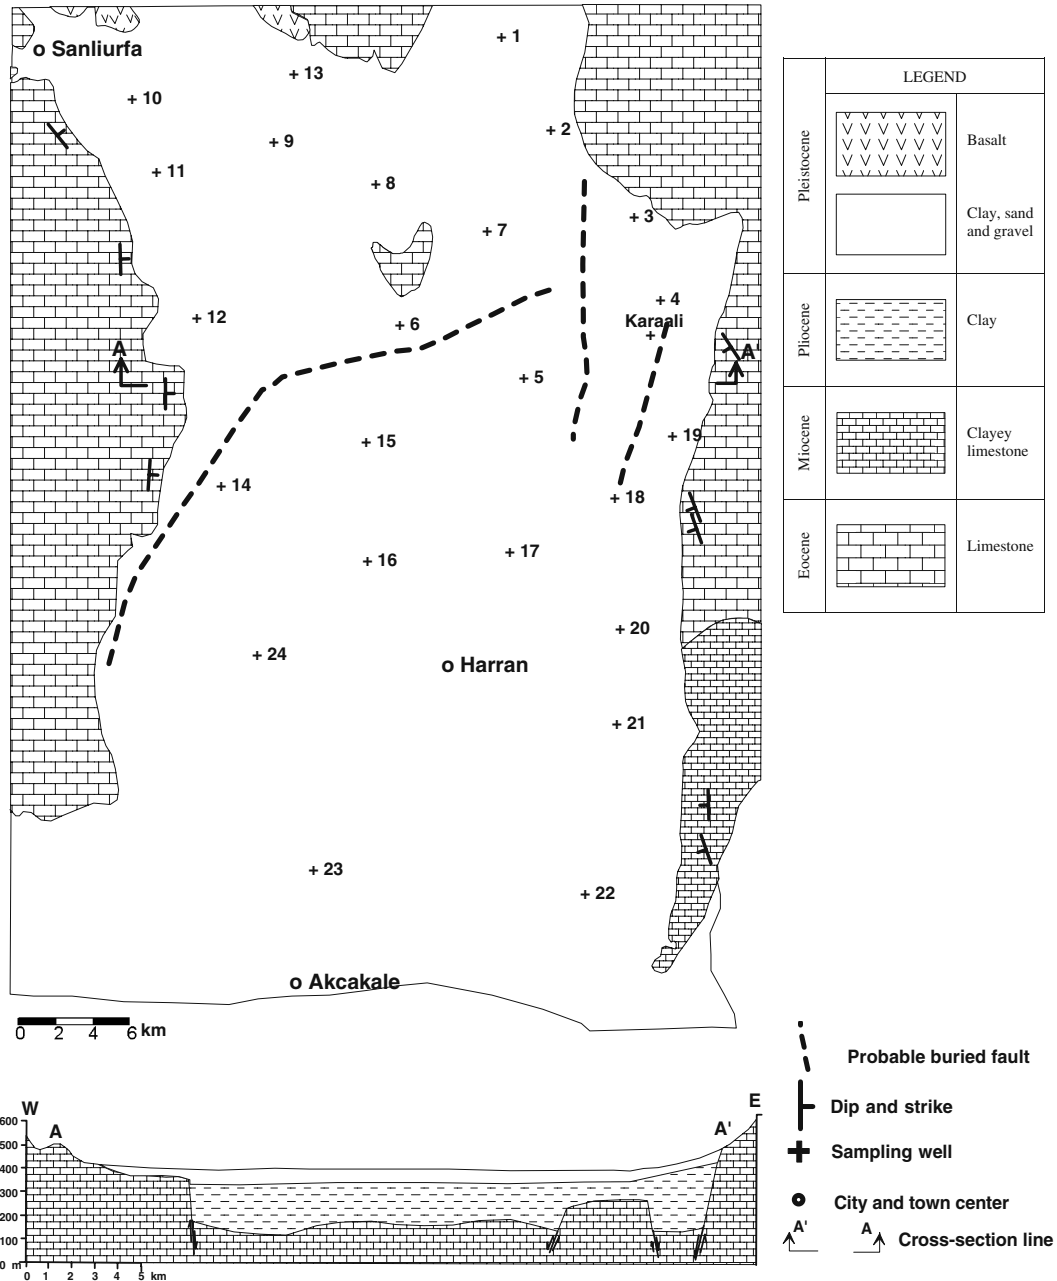 o Sanliurfa
+ 1
+ 13
+ 10
+ 2
+ 9
+ 11
+ 8
+ 3
+ 7
+ 4
+ 12
Karaali
+ 6
+
A
A'
+ 5
+ 19
+ 15
+ 14
+ 18
+ 17
+ 16
+ 20
+ 24
o Harran
+ 21
+ 23
+ 22
o Akcakale
0 2 4 6 km
LEGEND
Pleistocene
Basalt
Clay, sand
and gravel
Pliocene
Clay
Miocene
Clayey
limestone
Eocene
Limestone
Probable buried fault
Dip and strike
Sampling well
City and town center
A' A Cross-section line
W E
A A'
600
500
400
300
200
100
0 m
0 1 2 3 4 5 km